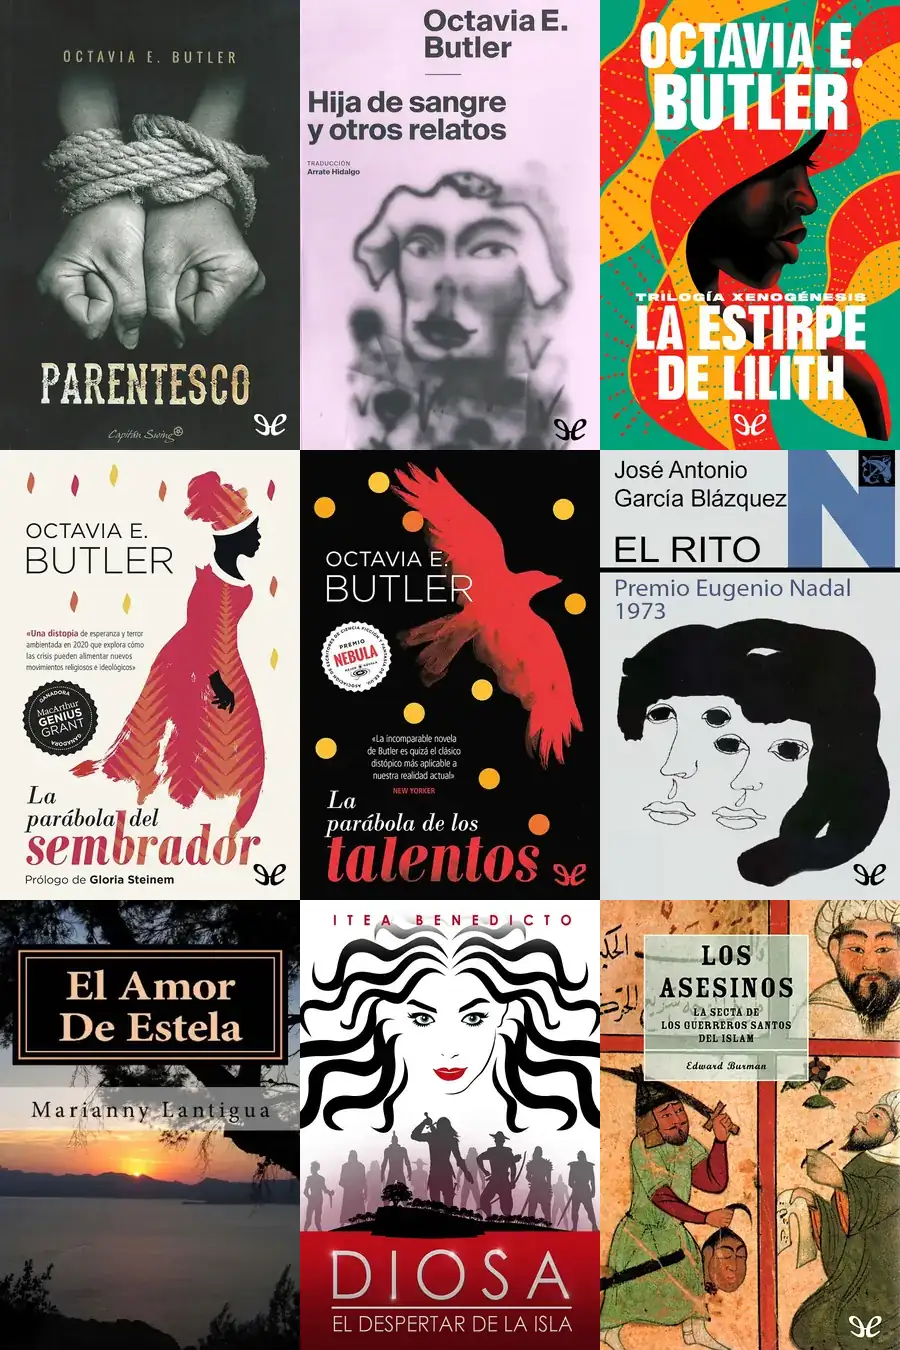 OCTAVIA E. BUTLER
PARENTESCO
Capitán Swing
Octavia E.
Butler
Hija de sangre
y otros relatos
TRADUCCIÓN
Arrate Hidalgo
OCTAVIA E.
BUTLER
TRILOGÍA XENOGÉNESIS
LA ESTIRPE
DE LILITH
OCTAVIA E.
BUTLER
«Una distopia de esperanza y terror
ambientada en 2020 que explora cómo
las crisis pueden alimentar nuevos
movimientos religiosos e ideológicos»
GANADORA
MacArthur
GENIUS
GRANT
GANADORA
La
parábola del
sembrador
Prólogo de Gloria Steinem
OCTAVIA E.
BUTLER
PREMIO
NEBULA
«La incomparable novela
de Butler es quizá el clásico
distópico más aplicable a
nuestra realidad actual»
NEW YORKER
La
parábola de los
talentos
José Antonio
García Blázquez
EL RITO
N
Premio Eugenio Nadal
1973
El Amor
De Estela
Marianny Lantigua
ITEA BENEDICTO
DIOSA
EL DESPERTAR DE LA ISLA
LOS
ASESINOS
LA SECTA DE
LOS GUERREROS SANTOS
DEL ISLAM
Edward Burman